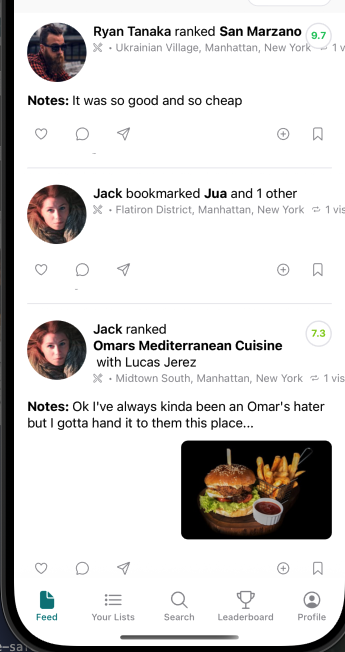 Ryan Tanaka ranked San Marzano
9.7
• Ukrainian Village, Manhattan, New York 1 v
Notes: It was so good and so cheap
Jack bookmarked Jua and 1 other
• Flatiron District, Manhattan, New York 1 vis
Jack ranked
7.3
Omars Mediterranean Cuisine
with Lucas Jerez
• Midtown South, Manhattan, New York 1 vis
Notes: Ok I've always kinda been an Omar's hater
but I gotta hand it to them this place...
Feed Your Lists Search Leaderboard Profile